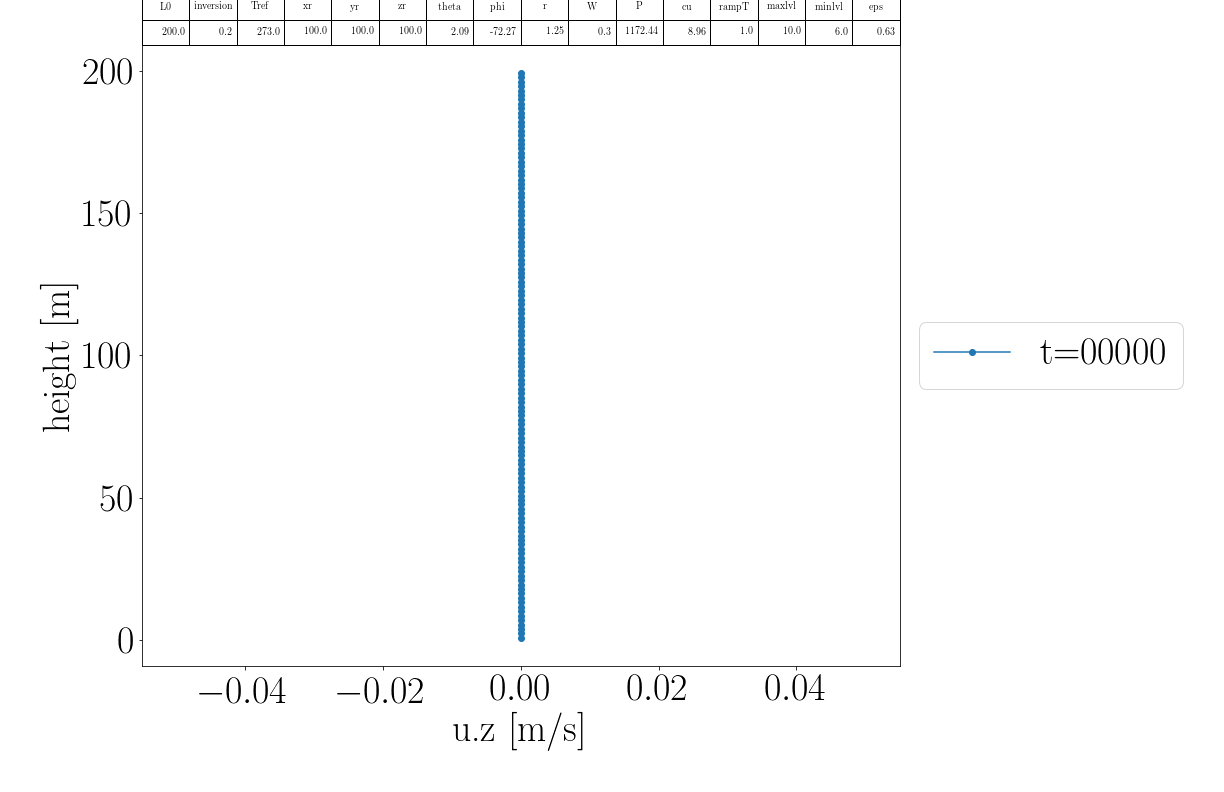 L0 inversion Tref xr yr zr theta phi r W P cu rampT maxlvl minlvl eps
200.0 0.2 273.0 100.0 100.0 100.0 2.09 -72.27 1.25 0.3 1172.44 8.96 1.0 10.0 6.0 0.63
200
150
100
50
0
height [m]
t=00000
−0.04 −0.02 0.00 0.02 0.04
u.z [m/s]